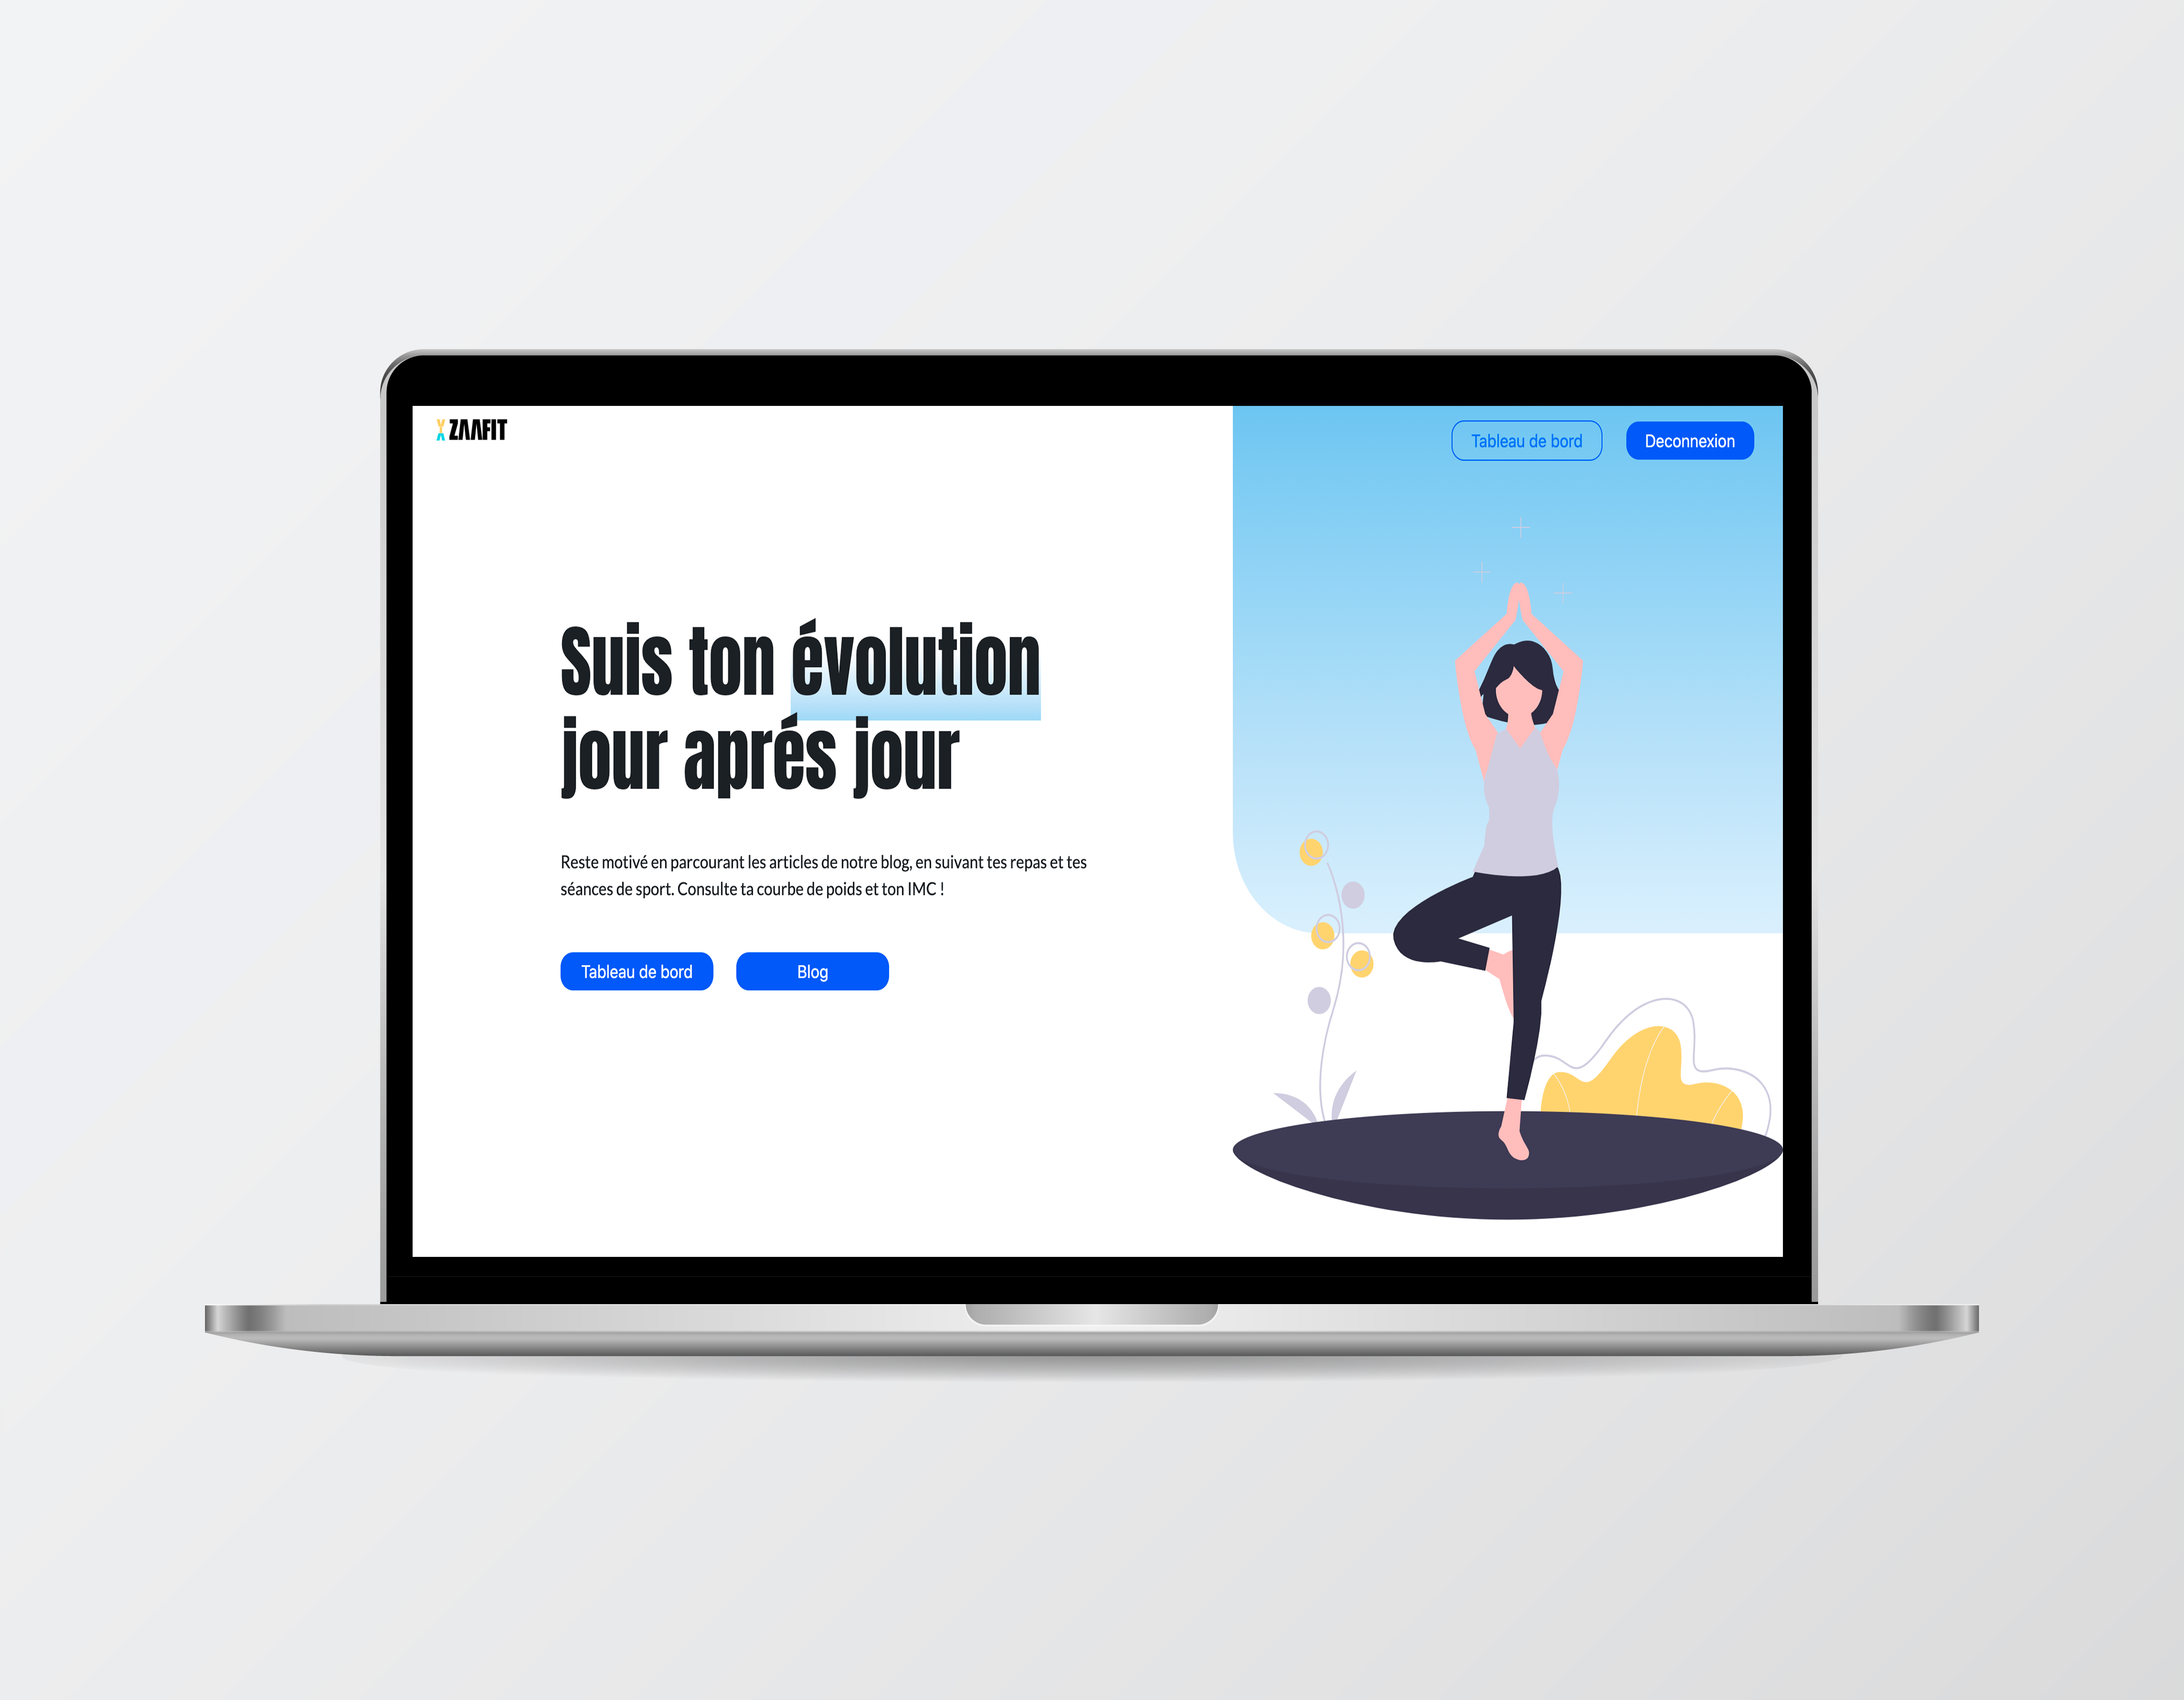 ZAAFIT
Tableau de bord
Deconnexion
Suis ton évolution
jour aprés jour
Reste motivé en parcourant les articles de notre blog, en suivant tes repas et tes
séances de sport. Consulte ta courbe de poids et ton IMC !
Tableau de bord
Blog